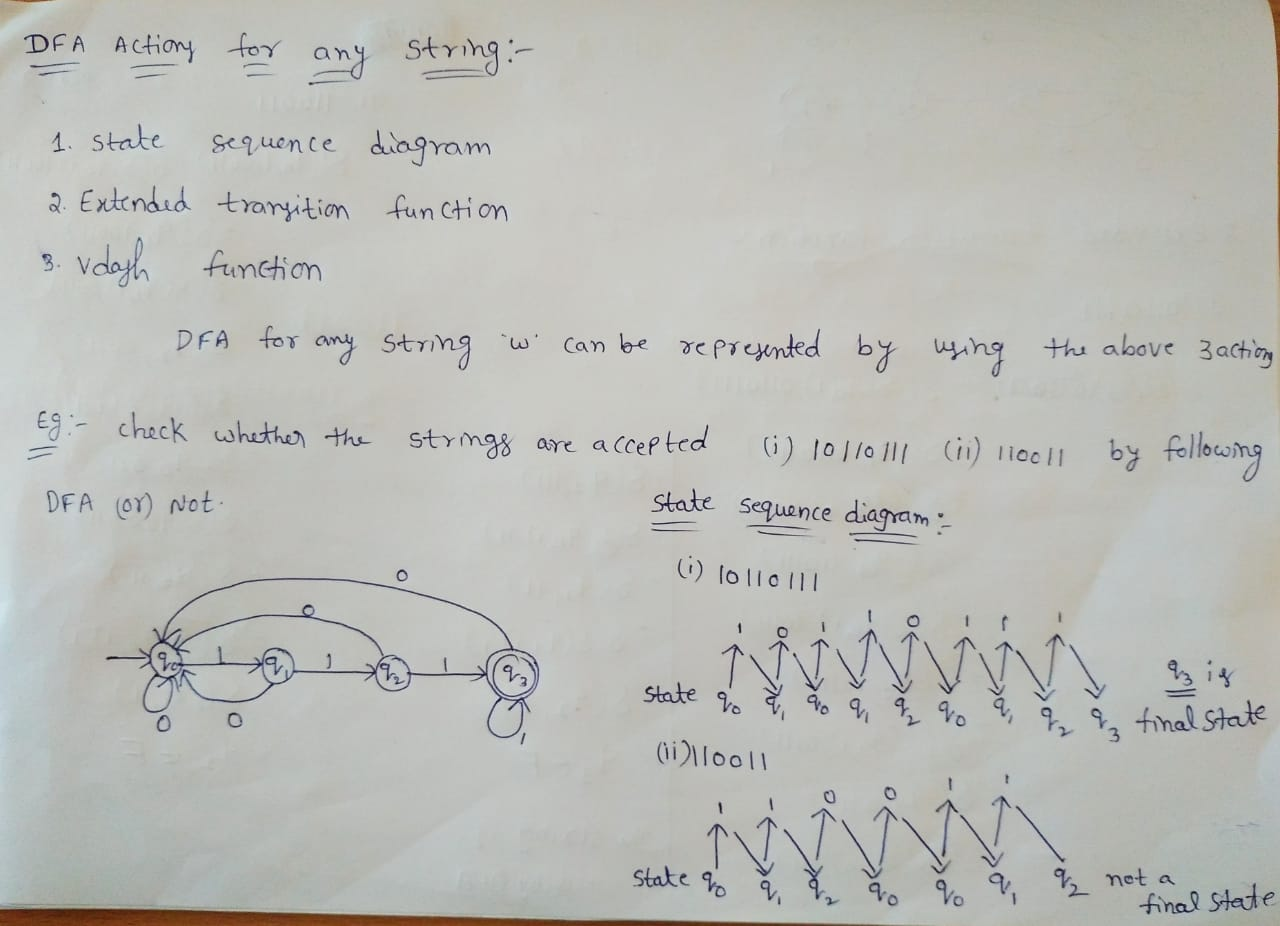 DFA Actions for any string:-
1. State sequence diagram
2. Extended transition function
3. Vdash function
DFA for any string 'w' can be represented by using the above 3 actions
Eg:- check whether the strings are accepted (i) 10110111 (ii) 110011 by following
DFA (or) Not.
0
0
q0 1 q1 1 q2 1 q3
0 0 1
State sequence diagram:-
(i) 10110111
1 0 1 1 0 1 1 1
state q0 q1 q0 q1 q2 q0 q1 q2 q3
q3 is
final state
(ii) 110011
1 1 0 0 1 1
state q0 q1 q2 q0 q0 q1 q2 not a
final state